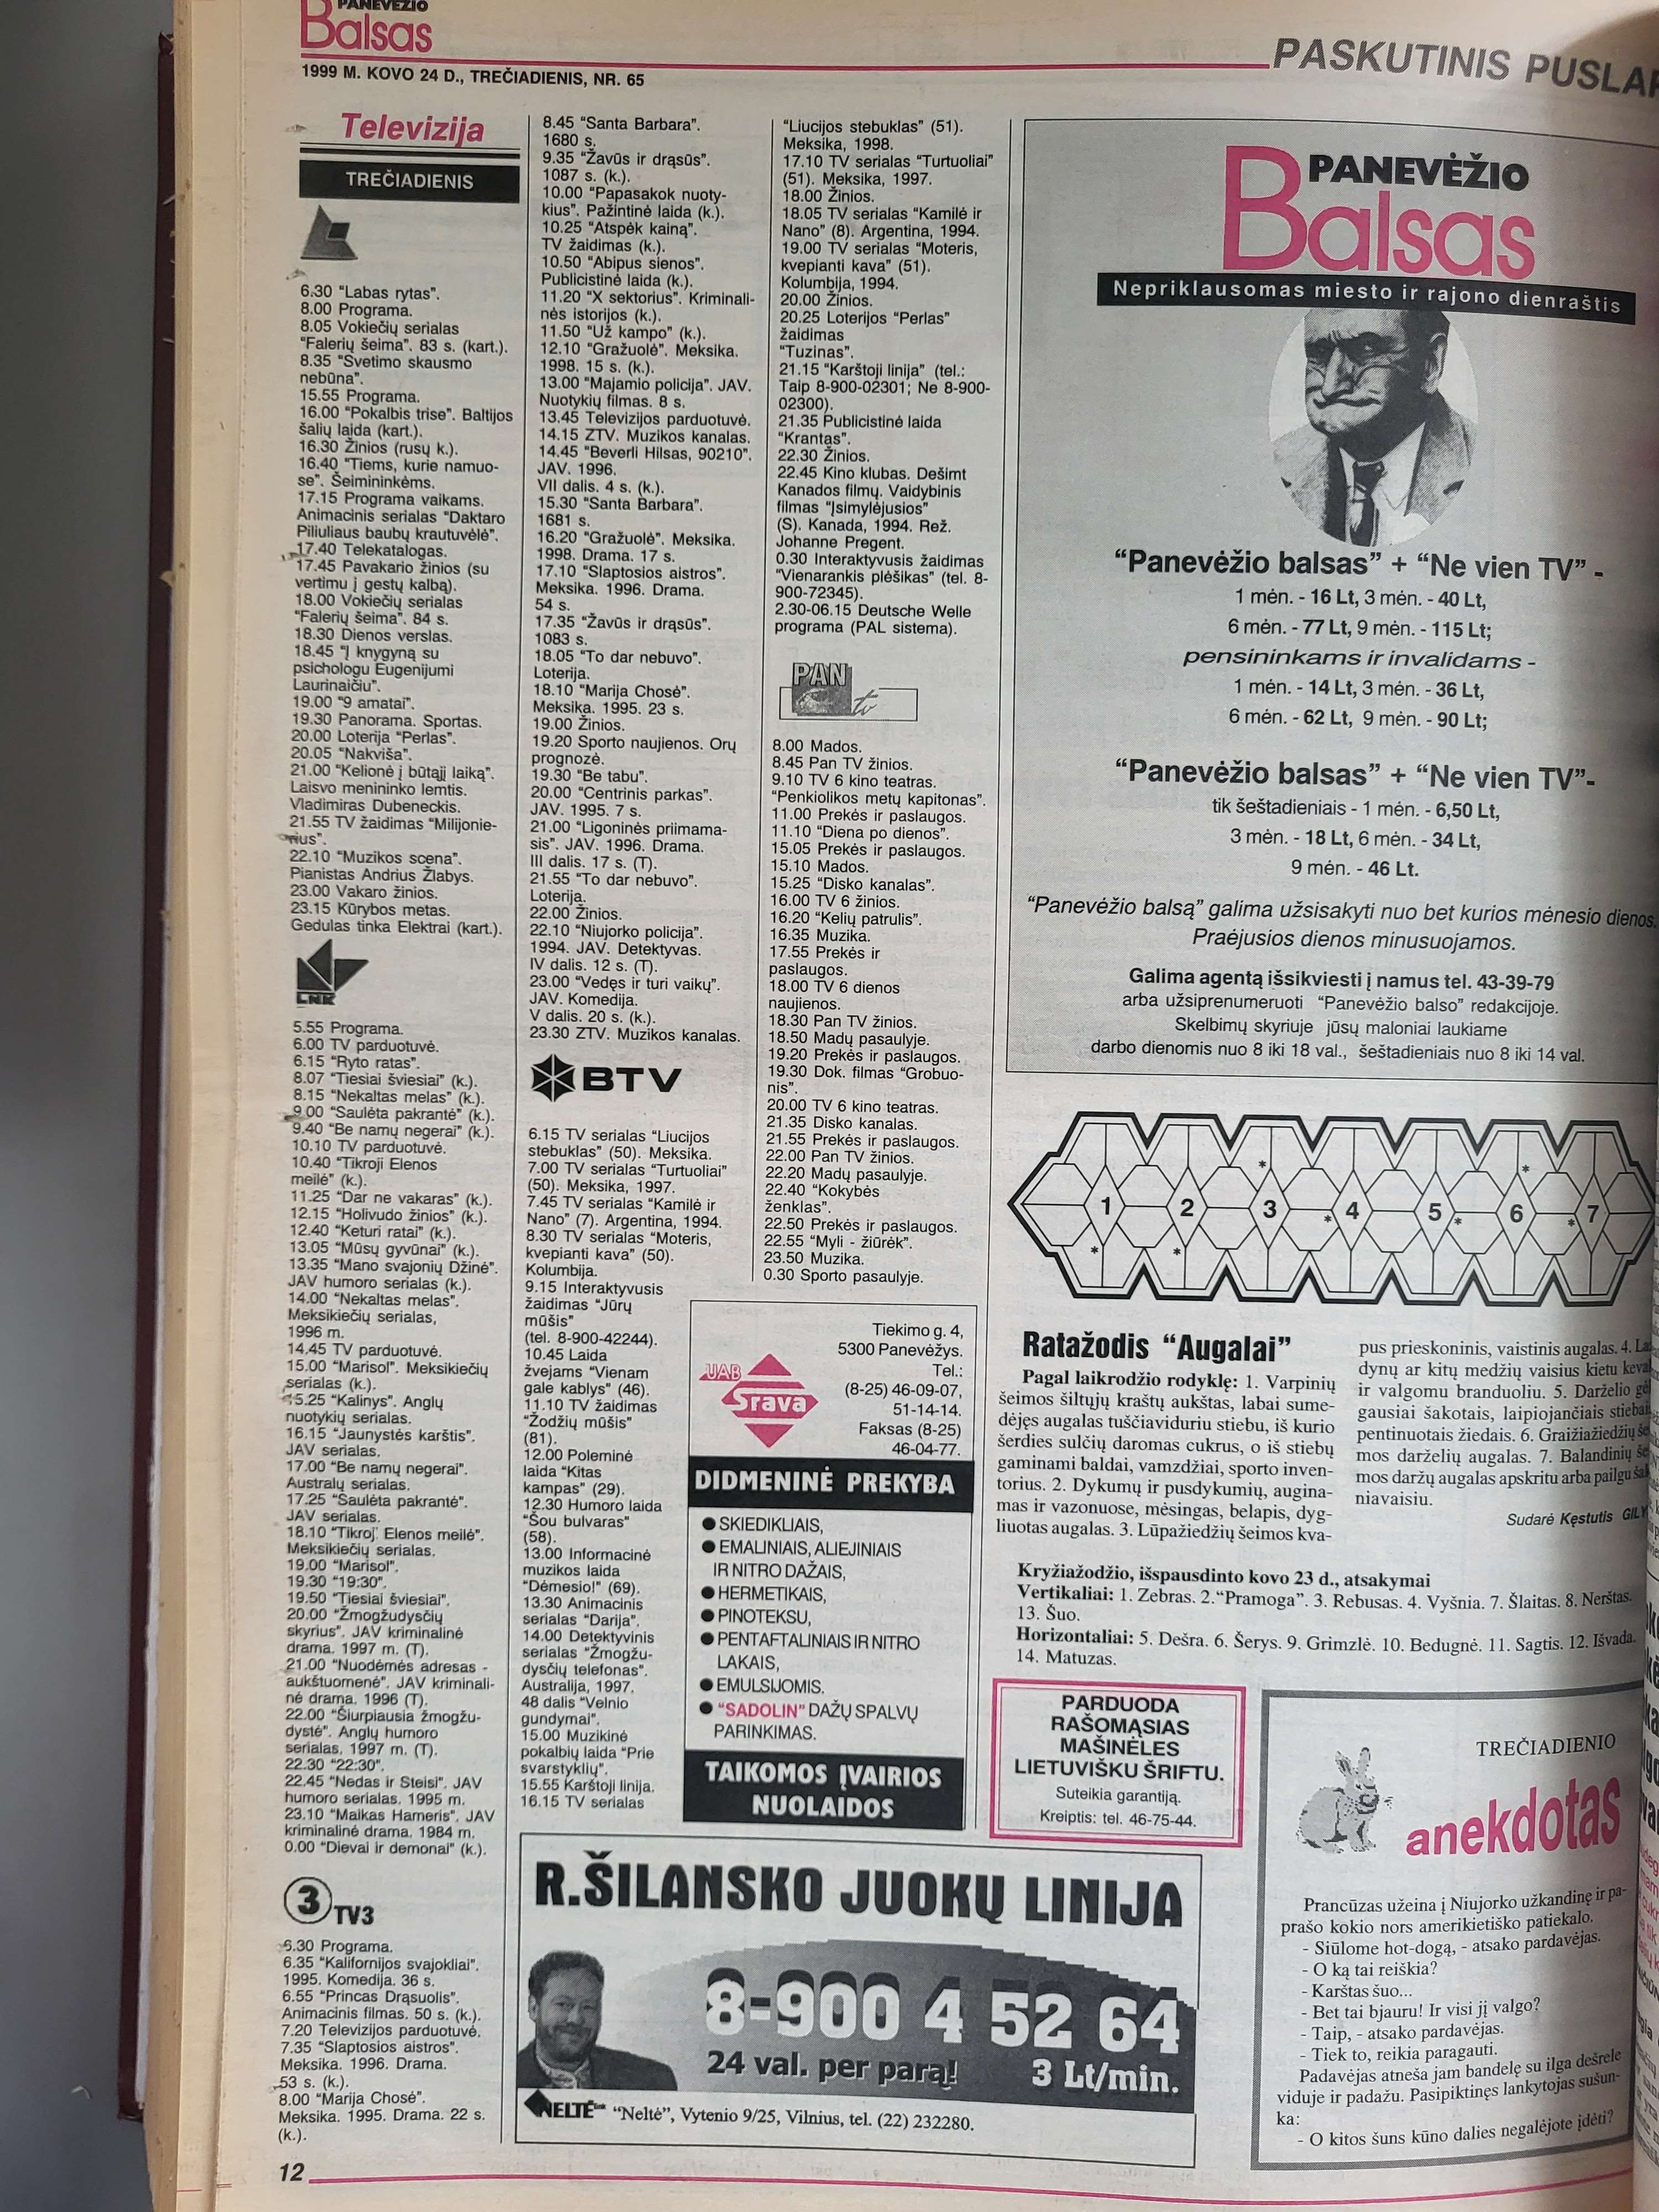 PANEVĖŽIO
Balsas
1999 M. KOVO 24 D., TREČIADIENIS, NR. 65
PASKUTINIS
Televizija
TREČIADIENIS
6.30 “Labas rytas”.
8.00 Programa.
8.05 Vokiečių serialas
“Falerių šeima”. 83 s. (kart.).
8.35 “Svetimo skausmo
nebūna”.
15.55 Programa.
16.00 “Pokalbis trise”. Baltijos
šalių laida (kart.).
16.30 Žinios (rusų k.).
16.40 “Tiems, kurie namuo-
se”. Šeimininkėms.
17.15 Programa vaikams.
Animacinis serialas “Daktaro
Piliuliaus baubų krautuvėlė”.
17.40 Telekatalogas.
17.45 Pavakario žinios (su
vertimu į gestų kalbą).
18.00 Vokiečių serialas
“Falerių šeima”. 84 s.
18.30 Dienos verslas.
18.45 “Į knygyną su
psichologu Eugenijumi
Laurinaičiu”.
19.00 “9 amatai”.
19.30 Panorama. Sportas.
20.00 Loterija “Perlas”.
20.05 “Nakviša”.
21.00 “Kelionė į būtąjį laiką”.
Laisvo menininko lemtis.
Vladimiras Dubeneckis.
21.55 TV žaidimas “Milijonie-
rius”.
22.10 “Muzikos scena”.
Pianistas Andrius Žlabys.
23.00 Vakaro žinios.
23.15 Kūrybos metas.
Gedulas tinka Elektrai (kart.).
LNK
5.55 Programa.
6.00 TV parduotuvė.
6.15 “Ryto ratas”.
8.07 “Tiesiai šviesiai” (k.).
8.15 “Nekaltas melas” (k.).
9.00 “Saulėta pakrantė” (k.).
9.40 “Be namų negerai” (k.).
10.10 TV parduotuvė.
10.40 “Tikroji Elenos
meilė” (k.).
11.25 “Dar ne vakaras” (k.).
12.15 “Holivudo žinios” (k.).
12.40 “Keturi ratai” (k.).
13.05 “Mūsų gyvūnai” (k.).
13.35 “Mano svajonių Džinė”.
JAV humoro serialas (k.).
14.00 “Nekaltas melas”.
Meksikiečių serialas,
1996 m.
14.45 TV parduotuvė.
15.00 “Marisol”. Meksikiečių
serialas (k.).
15.25 “Kalinys”. Anglų
nuotykių serialas.
16.15 “Jaunystės karštis”.
JAV serialas.
17.00 “Be namų negerai”.
Australų serialas.
17.25 “Saulėta pakrantė”.
JAV serialas.
18.10 “Tikroji Elenos meilė”.
Meksikiečių serialas.
19.00 “Marisol”.
19.30 “19:30”.
19.50 “Tiesiai šviesiai”.
20.00 “Žmogžudysčių
skyrius”. JAV kriminalinė
drama. 1997 m. (T).
21.00 “Nuodėmės adresas -
aukštuomenė”. JAV kriminali-
nė drama. 1996 (T).
22.00 “Šiurpiausia žmogžu-
dystė”. Anglų humoro
serialas. 1997 m. (T).
22.30 “22:30”.
22.45 “Nedas ir Steisi”. JAV
humoro serialas. 1995 m.
23.10 “Maikas Hameris”. JAV
kriminalinė drama. 1984 m.
0.00 “Dievai ir demonai” (k.).
3 TV3
6.30 Programa.
6.35 “Kalifornijos svajokliai”.
1995. Komedija. 36 s.
6.55 “Princas Drąsuolis”.
Animacinis filmas. 50 s. (k.).
7.20 Televizijos parduotuvė.
7.35 “Slaptosios aistros”.
Meksika. 1996. Drama.
53 s. (k.).
8.00 “Marija Chosė”.
Meksika. 1995. Drama. 22 s.
(k.).
8.45 “Santa Barbara”.
1680 s.
9.35 “Žavūs ir drąsūs”.
1087 s. (k.).
10.00 “Papasakok nuoty-
kius”. Pažintinė laida (k.).
10.25 “Atspėk kainą”.
TV žaidimas (k.).
10.50 “Abipus sienos”.
Publicistinė laida (k.).
11.20 “X sektorius”. Kriminali-
nės istorijos (k.).
11.50 “Už kampo” (k.).
12.10 “Gražuolė”. Meksika.
1998. 15 s. (k.).
13.00 “Majamio policija”. JAV.
Nuotykių filmas. 8 s.
13.45 Televizijos parduotuvė.
14.15 ZTV. Muzikos kanalas.
14.45 “Beverli Hilsas, 90210”.
JAV. 1996.
VII dalis. 4 s. (k.).
15.30 “Santa Barbara”.
1681 s.
16.20 “Gražuolė”. Meksika.
1998. Drama. 17 s.
17.10 “Slaptosios aistros”.
Meksika. 1996. Drama.
54 s.
17.35 “Žavūs ir drąsūs”.
1083 s.
18.05 “To dar nebuvo”.
Loterija.
18.10 “Marija Chosė”.
Meksika. 1995. 23 s.
19.00 Žinios.
19.20 Sporto naujienos. Orų
prognozė.
19.30 “Be tabu”.
20.00 “Centrinis parkas”.
JAV. 1995. 7 s.
21.00 “Ligoninės priimama-
sis”. JAV. 1996. Drama.
III dalis. 17 s. (T).
21.55 “To dar nebuvo”.
Loterija.
22.00 Žinios.
22.10 “Niujorko policija”.
1994. JAV. Detektyvas.
IV dalis. 12 s. (T).
23.00 “Vedęs ir turi vaikų”.
JAV. Komedija.
V dalis. 20 s. (k.).
23.30 ZTV. Muzikos kanalas.
BTV
6.15 TV serialas “Liucijos
stebuklas” (50). Meksika.
7.00 TV serialas “Turtuoliai”
(50). Meksika, 1997.
7.45 TV serialas “Kamilė ir
Nano” (7). Argentina, 1994.
8.30 TV serialas “Moteris,
kvepianti kava” (50).
Kolumbija.
9.15 Interaktyvusis
žaidimas “Jūrų
mūšis”
(tel. 8-900-42244).
10.45 Laida
žvejams “Vienam
gale kablys” (46).
11.10 TV žaidimas
“Žodžių mūšis”
(81).
12.00 Poleminė
laida “Kitas
kampas” (29).
12.30 Humoro laida
“Šou bulvaras”
(58).
13.00 Informacinė
muzikos laida
“Dėmesio!” (69).
13.30 Animacinis
serialas “Darija”.
14.00 Detektyvinis
serialas “Žmogžu-
dysčių telefonas”.
Australija, 1997.
48 dalis “Velnio
gundymai”.
15.00 Muzikinė
pokalbių laida “Prie
svarstyklių”.
15.55 Karštoji linija.
16.15 TV serialas
“Liucijos stebuklas” (51).
Meksika, 1998.
17.10 TV serialas “Turtuoliai”
(51). Meksika, 1997.
18.00 Žinios.
18.05 TV serialas “Kamilė ir
Nano” (8). Argentina, 1994.
19.00 TV serialas “Moteris,
kvepianti kava” (51).
Kolumbija, 1994.
20.00 Žinios.
20.25 Loterijos “Perlas”
žaidimas
“Tuzinas”.
21.15 “Karštoji linija” (tel.:
Taip 8-900-02301; Ne 8-900-
02300).
21.35 Publicistinė laida
“Krantas”.
22.30 Žinios.
22.45 Kino klubas. Dešimt
Kanados filmų. Vaidybinis
filmas “Įsimylėjusios”
(S). Kanada, 1994. Rež.
Johanne Pregent.
0.30 Interaktyvusis žaidimas
“Vienarankis plėšikas” (tel. 8-
900-72345).
2.30-06.15 Deutsche Welle
programa (PAL sistema).
PAN tv
8.00 Mados.
8.45 Pan TV žinios.
9.10 TV 6 kino teatras.
“Penkiolikos metų kapitonas”.
11.00 Prekės ir paslaugos.
11.10 “Diena po dienos”.
15.05 Prekės ir paslaugos.
15.10 Mados.
15.25 “Disko kanalas”.
16.00 TV 6 žinios.
16.20 “Kelių patrulis”.
16.35 Muzika.
17.55 Prekės ir
paslaugos.
18.00 TV 6 dienos
naujienos.
18.30 Pan TV žinios.
18.50 Madų pasaulyje.
19.20 Prekės ir paslaugos.
19.30 Dok. filmas “Grobuo-
nis”.
20.00 TV 6 kino teatras.
21.35 Disko kanalas.
21.55 Prekės ir paslaugos.
22.00 Pan TV žinios.
22.20 Madų pasaulyje.
22.40 “Kokybės
ženklas”.
22.50 Prekės ir paslaugos.
22.55 “Myli - žiūrėk”.
23.50 Muzika.
0.30 Sporto pasaulyje.
UAB
Srava
Tiekimo g. 4,
5300 Panevėžys.
Tel.:
(8-25) 46-09-07,
51-14-14.
Faksas (8-25)
46-04-77.
DIDMENINĖ PREKYBA
● SKIEDIKLIAIS,
● EMALINIAIS, ALIEJINIAIS
IR NITRO DAŽAIS,
● HERMETIKAIS,
● PINOTEKSU,
● PENTAFTALINIAIS IR NITRO
LAKAIS,
● EMULSIJOMIS.
● “SADOLIN” DAŽŲ SPALVŲ
PARINKIMAS.
TAIKOMOS ĮVAIRIOS
NUOLAIDOS
R.ŠILANSKO JUOKŲ LINIJA
8-900 4 52 64
24 val. per parą!
3 Lt/min.
NELTĖ link “Neltė”, Vytenio 9/25, Vilnius, tel. (22) 232280.
PANEVĖŽIO
Balsas
Nepriklausomas miesto ir rajono dienraštis
“Panevėžio balsas” + “Ne vien TV” -
1 mėn. - 16 Lt, 3 mėn. - 40 Lt,
6 mėn. - 77 Lt, 9 mėn. - 115 Lt;
pensininkams ir invalidams -
1 mėn. - 14 Lt, 3 mėn. - 36 Lt,
6 mėn. - 62 Lt, 9 mėn. - 90 Lt;
“Panevėžio balsas” + “Ne vien TV”-
tik šeštadieniais - 1 mėn. - 6,50 Lt,
3 mėn. - 18 Lt, 6 mėn. - 34 Lt,
9 mėn. - 46 Lt.
“Panevėžio balsą” galima užsisakyti nuo bet kurios mėnesio dienos.
Praėjusios dienos minusuojamos.
Galima agentą išsikviesti į namus tel. 43-39-79
arba užsiprenumeruoti “Panevėžio balso” redakcijoje.
Skelbimų skyriuje jūsų maloniai laukiame
darbo dienomis nuo 8 iki 18 val., šeštadieniais nuo 8 iki 14 val.
1 2 3 4 5 6 7
Ratažodis “Augalai”
Pagal laikrodžio rodyklę: 1. Varpinių
šeimos šiltųjų kraštų aukštas, labai sume-
dėjęs augalas tuščiaviduriu stiebu, iš kurio
šerdies sulčių daromas cukrus, o iš stiebų
gaminami baldai, vamzdžiai, sporto inven-
torius. 2. Dykumų ir pusdykumių, augina-
mas ir vazonuose, mėsingas, belapis, dyg-
liuotas augalas. 3. Lūpažiedžių šeimos kva-
pus prieskoninis, vaistinis augalas. 4.
dynų ar kitų medžių vaisius kietu
ir valgomu branduoliu. 5. Darželio
gausiai šakotais, laipiojančiais
pentinuotais žiedais. 6. Graižiažiedžių
mos darželių augalas. 7. Balandinių
mos daržų augalas apskritu arba pailgu
niavaisiu.
Sudarė Kęstutis
Kryžiažodžio, išspausdinto kovo 23 d., atsakymai
Vertikaliai: 1. Zebras. 2.“Pramoga”. 3. Rebusas. 4. Vyšnia. 7. Šlaitas. 8. Nerštas.
13. Šuo.
Horizontaliai: 5. Dešra. 6. Šerys. 9. Grimzlė. 10. Bedugnė. 11. Sagtis. 12. Išvada.
14. Matuzas.
PARDUODA
RAŠOMĄSIAS
MAŠINĖLES
LIETUVIŠKU ŠRIFTU.
Suteikia garantiją.
Kreiptis: tel. 46-75-44.
TREČIADIENIO
anekdotas
Prancūzas užeina į Niujorko užkandinę ir pa-
prašo kokio nors amerikietiško patiekalo.
- Siūlome hot-dogą, - atsako pardavėjas.
- O ką tai reiškia?
- Karštas šuo...
- Bet tai bjauru! Ir visi jį valgo?
- Taip, - atsako pardavėjas.
- Tiek to, reikia paragauti.
Padavėjas atneša jam bandelę su ilga dešrele
viduje ir padažu. Pasipiktinęs lankytojas sušun-
ka:
- O kitos šuns kūno dalies negalėjote įdėti?
12